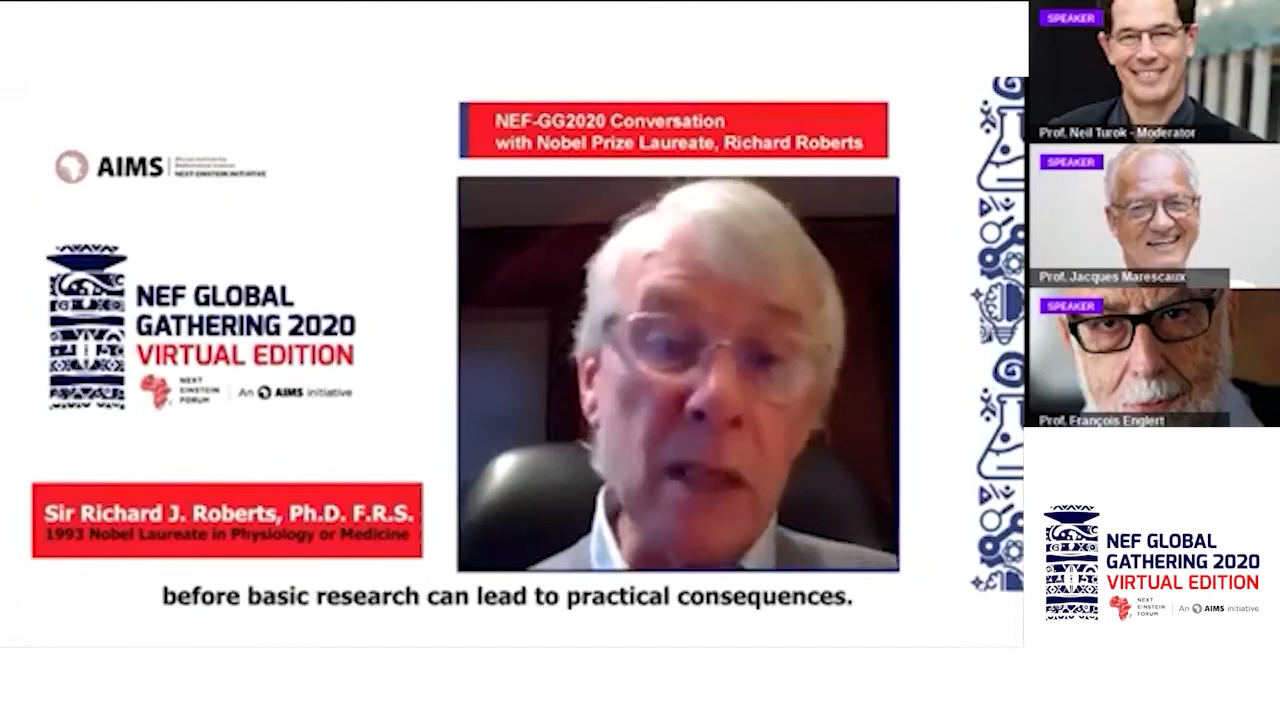 NEF-GG2020 Conversation
with Nobel Prize Laureate, Richard Roberts
AIMS
NEXT EINSTEIN INITIATIVE
NEF GLOBAL
GATHERING 2020
VIRTUAL EDITION
NEXT
EINSTEIN
FORUM
An AIMS initiative
Sir Richard J. Roberts, Ph.D. F.R.S.
1993 Nobel Laureate in Physiology or Medicine
before basic research can lead to practical consequences.
SPEAKER
Prof. Neil Turok - Moderator
SPEAKER
Prof. Jacques Marescaux
SPEAKER
Prof. François Englert
NEF GLOBAL
GATHERING 2020
VIRTUAL EDITION
NEXT
EINSTEIN
FORUM
An AIMS initiative